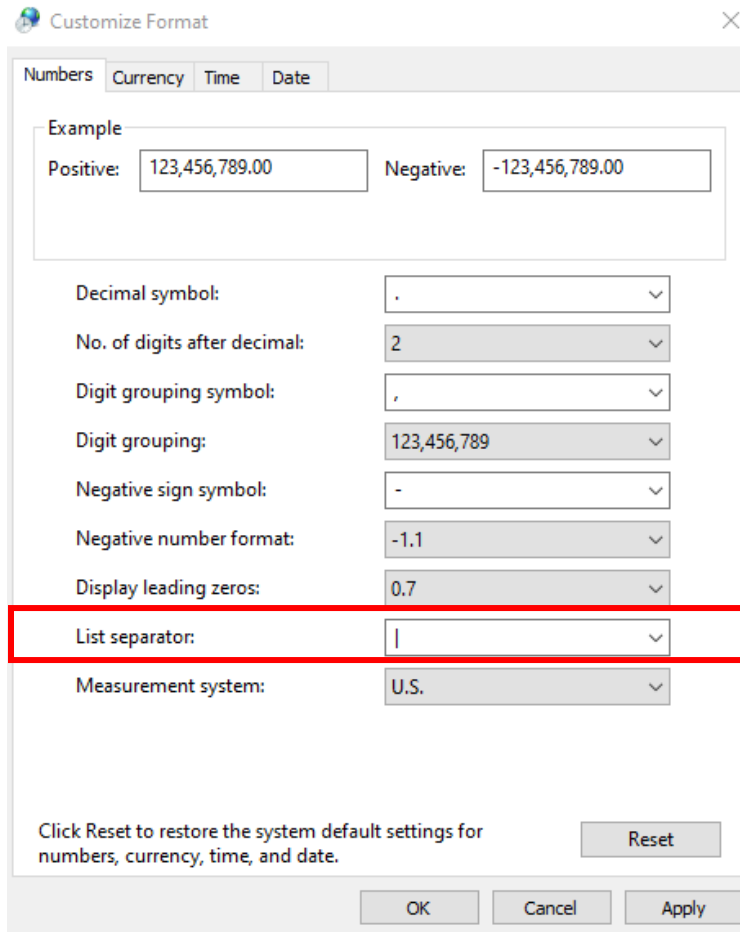 Customize Format
Numbers Currency Time Date
Example
Positive: 123,456,789.00 Negative: -123,456,789.00
Decimal symbol: .
No. of digits after decimal: 2
Digit grouping symbol: ,
Digit grouping: 123,456,789
Negative sign symbol: -
Negative number format: -1.1
Display leading zeros: 0.7
List separator: |
Measurement system: U.S.
Click Reset to restore the system default settings for
numbers, currency, time, and date.
Reset
OK Cancel Apply